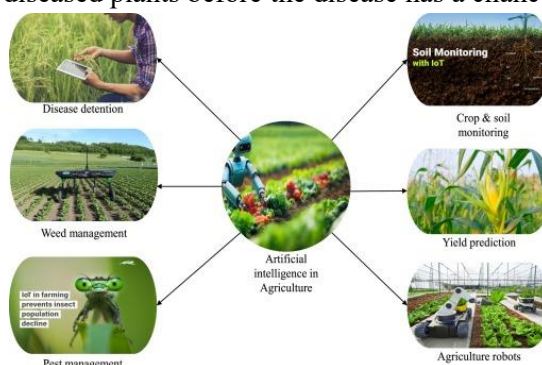 diseased plants before the disease has a chance
Soil Monitoring
with IoT
Disease detention
Crop & soil
monitoring
Weed management
Artificial
intelligence in
Agriculture
Yield prediction
IoT in farming
prevents insect
population
decline
Pest management
Agriculture robots